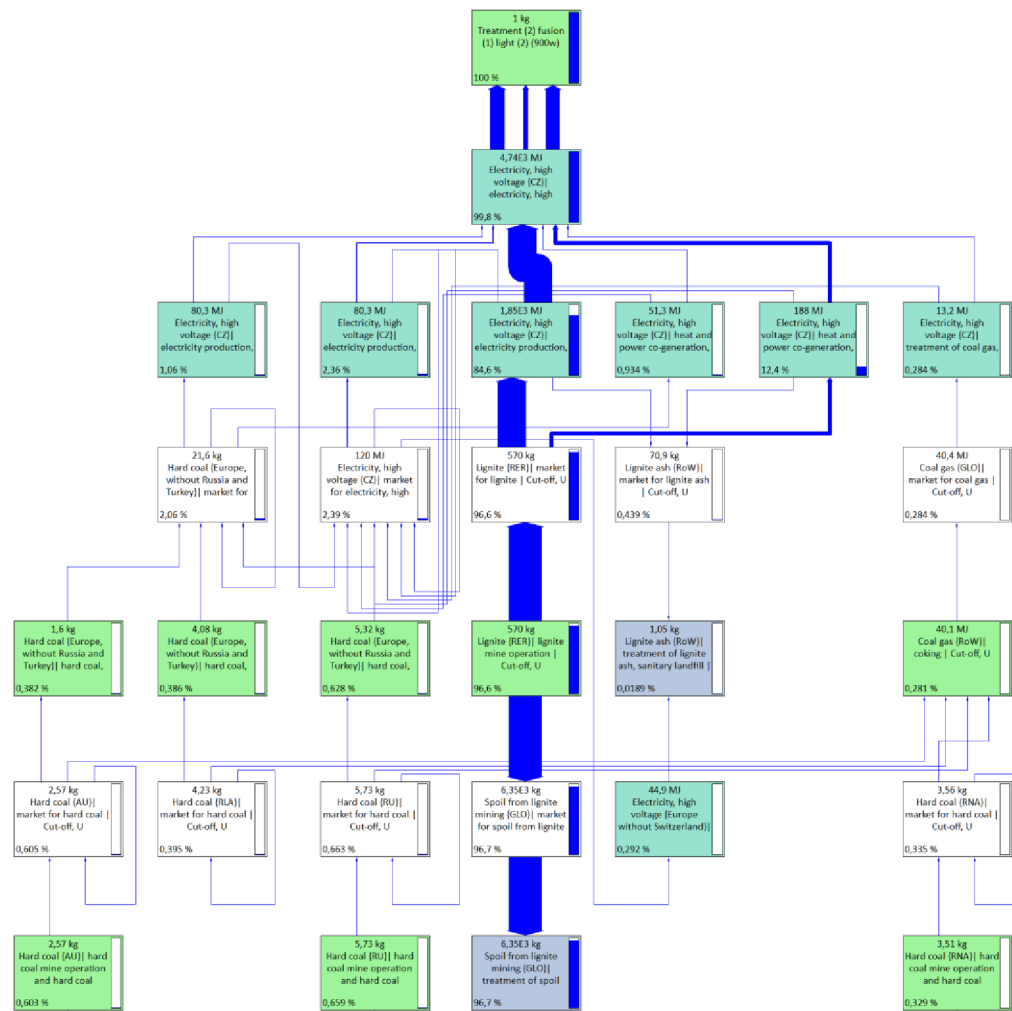 1 kg
Treatment (2) fusion
(1) light (2) (900w)
100 %
4,74E3 MJ
Electricity, high
voltage {CZ}|
electricity, high
99,8 %
80,3 MJ
Electricity, high
voltage {CZ}|
electricity production,
1,06 %
80,3 MJ
Electricity, high
voltage {CZ}|
electricity production,
2,36 %
1,85E3 MJ
Electricity, high
voltage {CZ}|
electricity production,
84,6 %
51,3 MJ
Electricity, high
voltage {CZ}| heat and
power co-generation,
0,934 %
188 MJ
Electricity, high
voltage {CZ}| heat and
power co-generation,
12,4 %
13,2 MJ
Electricity, high
voltage {CZ}|
treatment of coal gas,
0,284 %
21,6 kg
Hard coal {Europe,
without Russia and
Turkey}| market for
2,06 %
120 MJ
Electricity, high
voltage {CZ}| market
for electricity, high
2,39 %
570 kg
Lignite {RER}| market
for lignite | Cut-off, U
96,6 %
70,9 kg
Lignite ash {RoW}|
market for lignite ash
| Cut-off, U
0,439 %
40,4 MJ
Coal gas {GLO}|
market for coal gas |
Cut-off, U
0,284 %
1,6 kg
Hard coal {Europe,
without Russia and
Turkey}| hard coal,
0,382 %
4,08 kg
Hard coal {Europe,
without Russia and
Turkey}| hard coal,
0,386 %
5,32 kg
Hard coal {Europe,
without Russia and
Turkey}| hard coal,
0,628 %
570 kg
Lignite {RER}| lignite
mine operation |
Cut-off, U
96,6 %
1,05 kg
Lignite ash {RoW}|
treatment of lignite
ash, sanitary landfill |
0,0189 %
40,1 MJ
Coal gas {RoW}|
coking | Cut-off, U
0,281 %
2,57 kg
Hard coal {AU}|
market for hard coal |
Cut-off, U
0,605 %
4,23 kg
Hard coal {RLA}|
market for hard coal |
Cut-off, U
0,395 %
5,73 kg
Hard coal {RU}|
market for hard coal |
Cut-off, U
0,663 %
6,35E3 kg
Spoil from lignite
mining {GLO}| market
for spoil from lignite
96,7 %
44,9 MJ
Electricity, high
voltage {Europe
without Switzerland}|
0,292 %
3,56 kg
Hard coal {RNA}|
market for hard coal |
Cut-off, U
0,335 %
2,57 kg
Hard coal {AU}| hard
coal mine operation
and hard coal
0,603 %
5,73 kg
Hard coal {RU}| hard
coal mine operation
and hard coal
0,659 %
6,35E3 kg
Spoil from lignite
mining {GLO}|
treatment of spoil
96,7 %
3,51 kg
Hard coal {RNA}| hard
coal mine operation
and hard coal
0,329 %